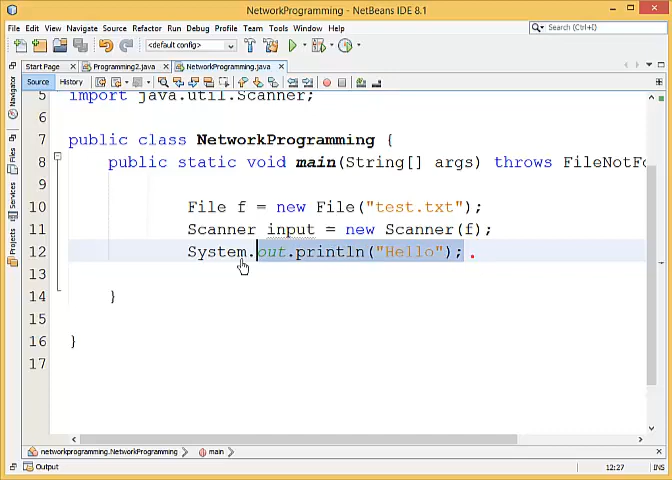 NetworkProgramming - NetBeans IDE 8.1
File Edit View Navigate Source Refactor Run Debug Profile Team Tools Window Help
<default config> Search (Ctrl+I)
Start Page Programming2.java NetworkProgramming.java
Source History
5 import java.util.Scanner;
6
7 public class NetworkProgramming {
8 public static void main(String[] args) throws FileNotFo
9
10 File f = new File("test.txt");
11 Scanner input = new Scanner(f);
12 System.out.println("Hello");
13
14 }
15
16 }
17
Navigator
Files
Services
Projects
networkprogramming.NetworkProgramming main
Output
12:27 INS